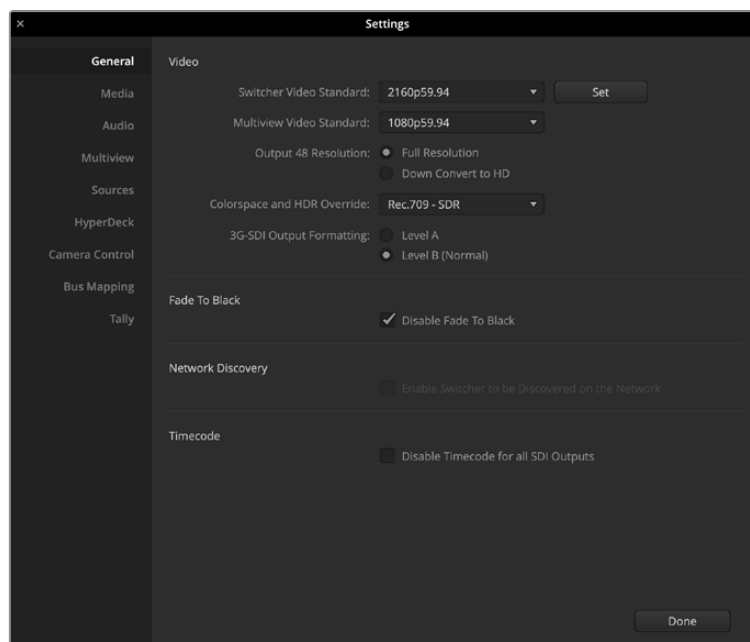 Settings
General
Media
Audio
Multiview
Sources
HyperDeck
Camera Control
Bus Mapping
Tally
Video
Switcher Video Standard: 2160p59.94 Set
Multiview Video Standard: 1080p59.94
Output 48 Resolution: Full Resolution
Down Convert to HD
Colorspace and HDR Override: Rec.709 - SDR
3G-SDI Output Formatting: Level A
Level B (Normal)
Fade To Black
Disable Fade To Black
Network Discovery
Enable Switcher to be Discovered on the Network
Timecode
Disable Timecode for all SDI Outputs
Done